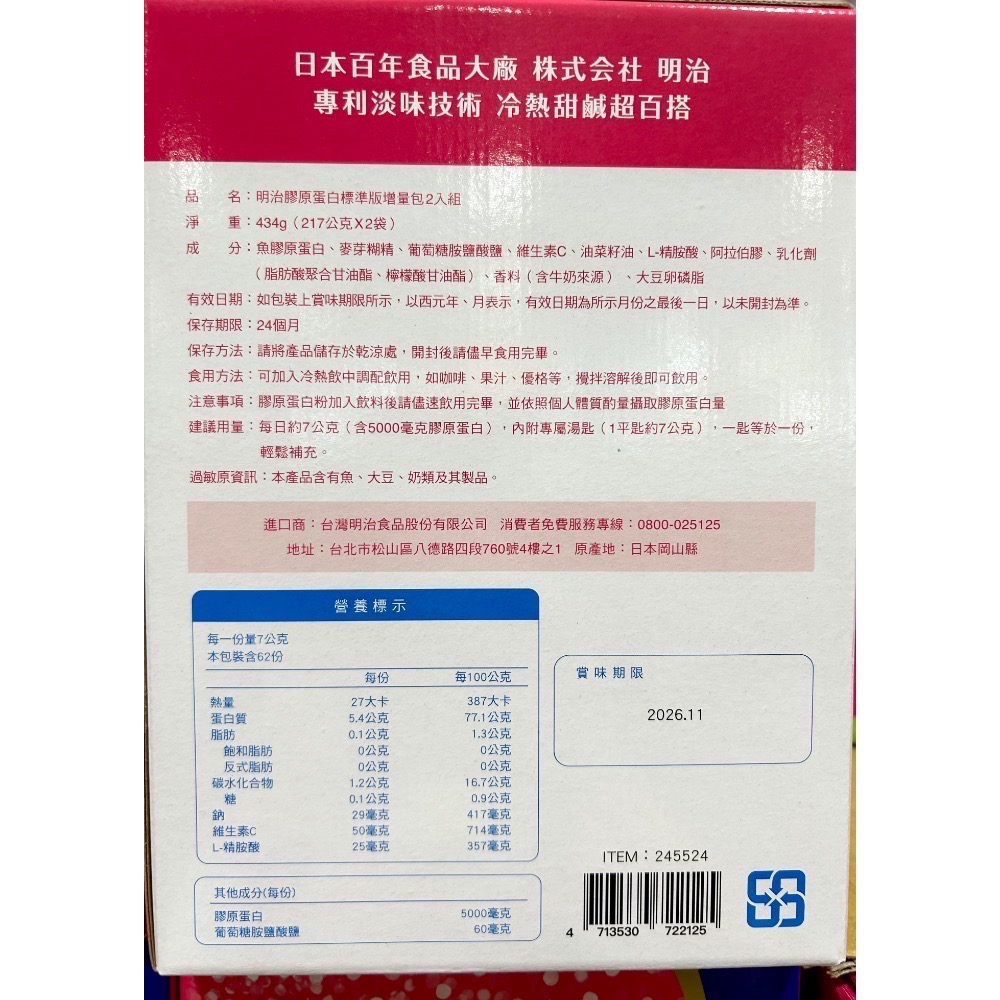 日本百年食品大廠 株式会社 明治
專利淡味技術 冷熱甜鹹超百搭
品 名：明治膠原蛋白標準版增量包2入組
淨 重：434g（217公克X2袋）
成 分：魚膠原蛋白、麥芽糊精、葡萄糖胺鹽酸鹽、維生素C、油菜籽油、L-精胺酸、阿拉伯膠、乳化劑
（脂肪酸聚合甘油酯、檸檬酸甘油酯）、香料（含牛奶來源）、大豆卵磷脂
有效日期：如包裝上賞味期限所示，以西元年、月表示，有效日期為所示月份之最後一日，以未開封為準。
保存期限：24個月
保存方法：請將產品儲存於乾涼處，開封後請儘早食用完畢。
食用方法：可加入冷熱飲中調配飲用，如咖啡、果汁、優格等，攪拌溶解後即可飲用。
注意事項：膠原蛋白粉加入飲料後請儘速飲用完畢，並依照個人體質酌量攝取膠原蛋白量
建議用量：每日約7公克（含5000毫克膠原蛋白），內附專屬湯匙（1平匙約7公克），一匙等於一份，
輕鬆補充。
過敏原資訊：本產品含有魚、大豆、奶類及其製品。
進口商：台灣明治食品股份有限公司 消費者免費服務專線：0800-025125
地址：台北市松山區八德路四段760號4樓之1 原產地：日本岡山縣
營養標示
每一份量7公克
本包裝含62份
每份 每100公克
熱量 27大卡 387大卡
蛋白質 5.4公克 77.1公克
脂肪 0.1公克 1.3公克
飽和脂肪 0公克 0公克
反式脂肪 0公克 0公克
碳水化合物 1.2公克 16.7公克
糖 0.1公克 0.9公克
鈉 29毫克 417毫克
維生素C 50毫克 714毫克
L-精胺酸 25毫克 357毫克
其他成分(每份)
膠原蛋白 5000毫克
葡萄糖胺鹽酸鹽 60毫克
賞味期限
2026.11
ITEM：245524
4 713530 722125